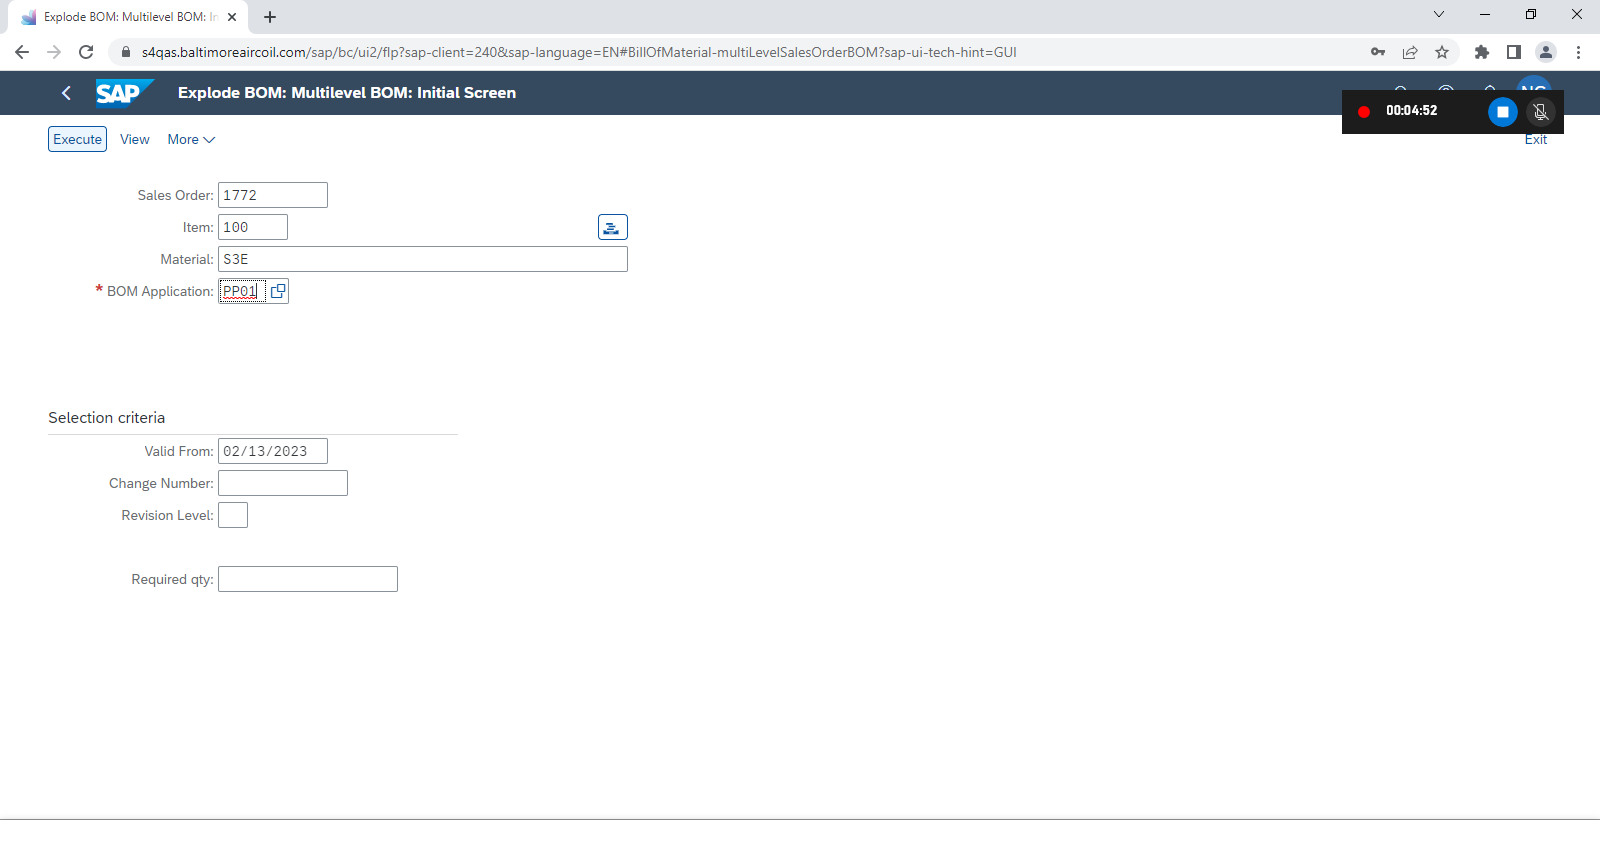 Explode BOM: Multilevel BOM: In
s4qas.baltimoreaircoil.com/sap/bc/ui2/flp?sap-client=240&sap-language=EN#BillOfMaterial-multiLevelSalesOrderBOM?sap-ui-tech-hint=GUI
SAP Explode BOM: Multilevel BOM: Initial Screen
00:04:52
Execute View More Exit
Sales Order: 1772
Item: 100
Material: S3E
* BOM Application: PP01
Selection criteria
Valid From: 02/13/2023
Change Number:
Revision Level:
Required qty: